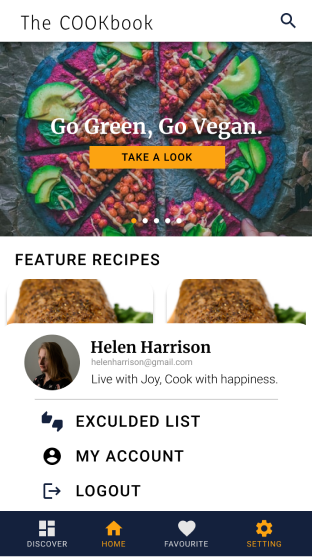 The COOKbook
Go Green, Go Vegan.
TAKE A LOOK
FEATURE RECIPES
Helen Harrison
helenharrison@gmail.com
Live with Joy, Cook with happiness.
EXCULDED LIST
MY ACCOUNT
LOGOUT
DISCOVER HOME FAVOURITE SETTING